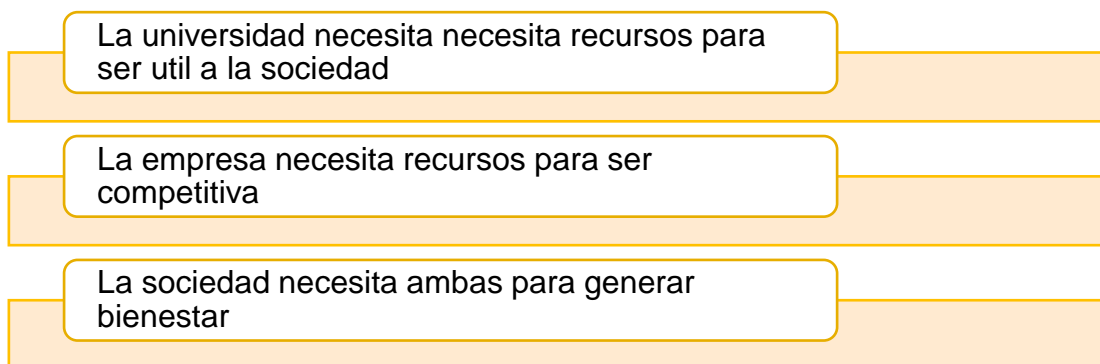 La universidad necesita necesita recursos para
ser util a la sociedad
La empresa necesita recursos para ser
competitiva
La sociedad necesita ambas para generar
bienestar